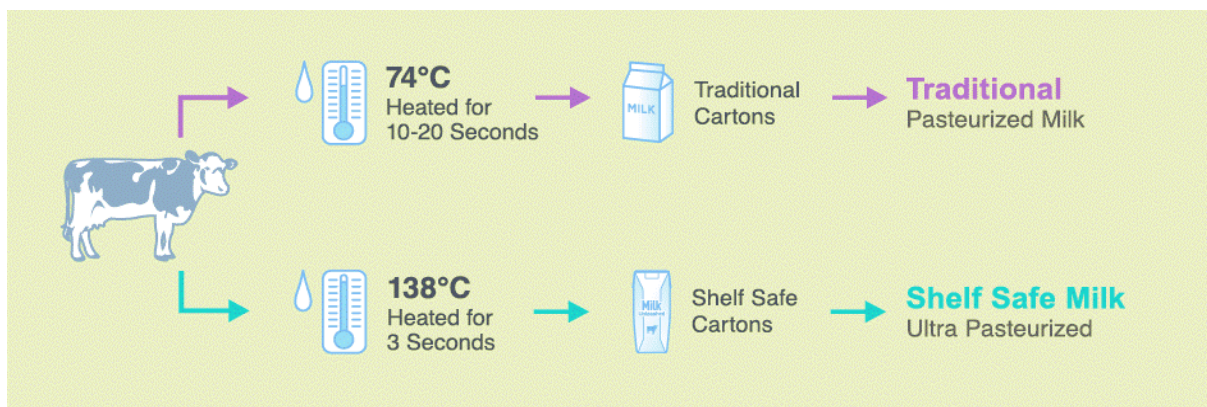 74°C
Heated for
10-20 Seconds
MILK
Traditional
Cartons
Traditional
Pasteurized Milk
138°C
Heated for
3 Seconds
Milk
Shelf Safe
Cartons
Shelf Safe Milk
Ultra Pasteurized